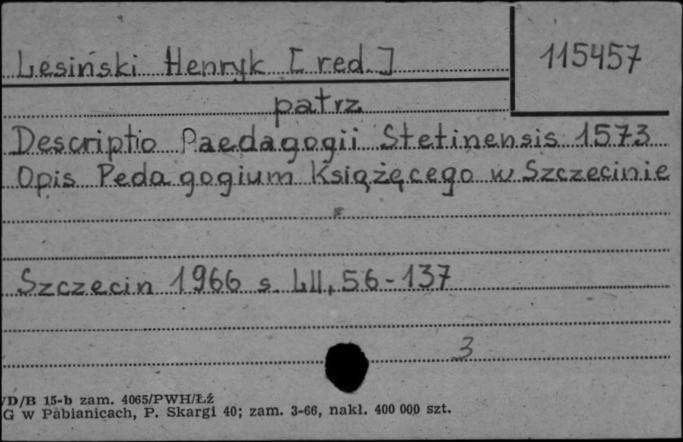 115457
Lesiński Henryk [red.]
patrz
Descriptio Paedagogii Stetinensis 1573
Opis Pedagogium Książęcego w Szczecinie
Szczecin 1966 s. LII, 56-137
3
/D/B 15-b zam. 4065/PWH/Łź
G w Pabianicach, P. Skargi 40; zam. 3-66, nakł. 400 000 szt.